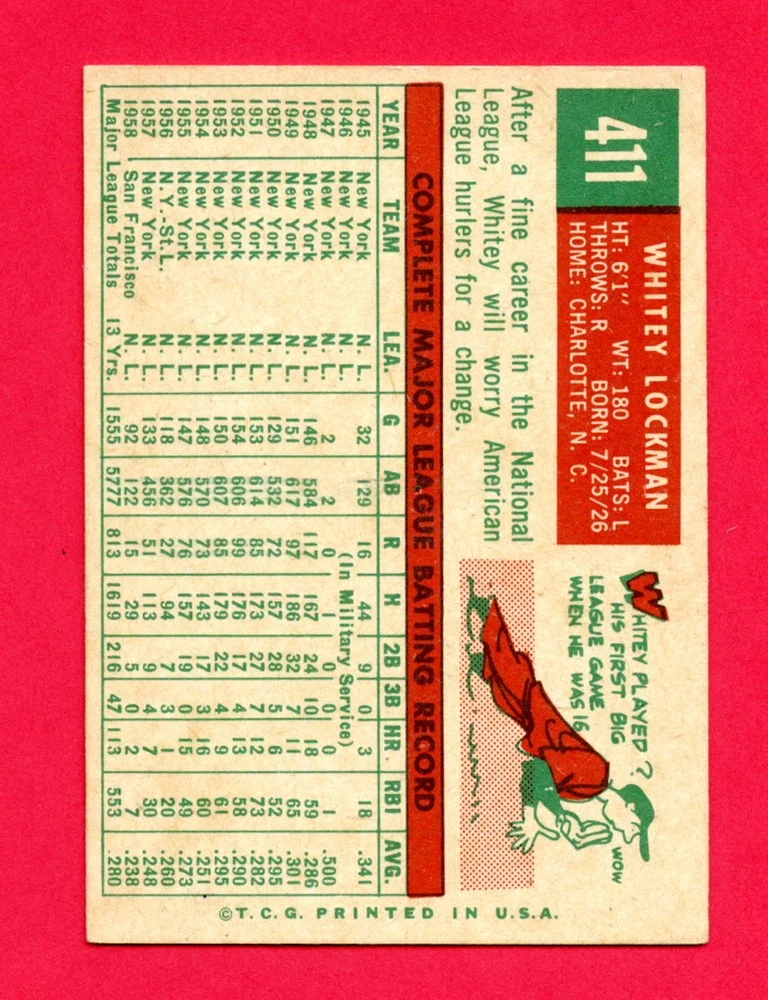 411
WHITEY LOCKMAN
HT: 6'1" WT: 180 BATS: L
THROWS: R BORN: 7/25/26
HOME: CHARLOTTE, N. C.
WHITEY PLAYED
HIS FIRST BIG
LEAGUE GAME
WHEN HE WAS 16
?
WOW
After a fine career in the National
League, Whitey will worry American
League hurlers for a change.
COMPLETE MAJOR LEAGUE BATTING RECORD
YEAR TEAM LEA. G AB R H 2B 3B HR RBI AVG.
1945 New York N. L. 32 129 16 44 9 0 3 18 .341
1946 New York N. L. (In Military Service)
1947 New York N. L. 2 2 0 1 0 0 0 1 .500
1948 New York N. L. 146 584 117 167 24 10 18 59 .286
1949 New York N. L. 151 617 97 186 32 7 11 65 .301
1950 New York N. L. 129 532 72 157 28 5 6 52 .295
1951 New York N. L. 153 614 85 173 27 7 12 73 .282
1952 New York N. L. 154 606 99 176 17 4 13 58 .290
1953 New York N. L. 150 607 85 179 22 4 9 61 .295
1954 New York N. L. 148 570 73 143 17 3 16 60 .251
1955 New York N. L. 147 576 76 157 19 0 15 49 .273
1956 N.Y.-St.L. N. L. 118 362 27 94 7 3 1 20 .260
1957 New York N. L. 133 456 51 113 9 4 7 30 .248
1958 San Francisco N. L. 92 122 15 29 5 0 2 7 .238
Major League Totals 13 Yrs. 1555 5777 813 1619 216 47 113 553 .280
©T.C.G. PRINTED IN U.S.A.